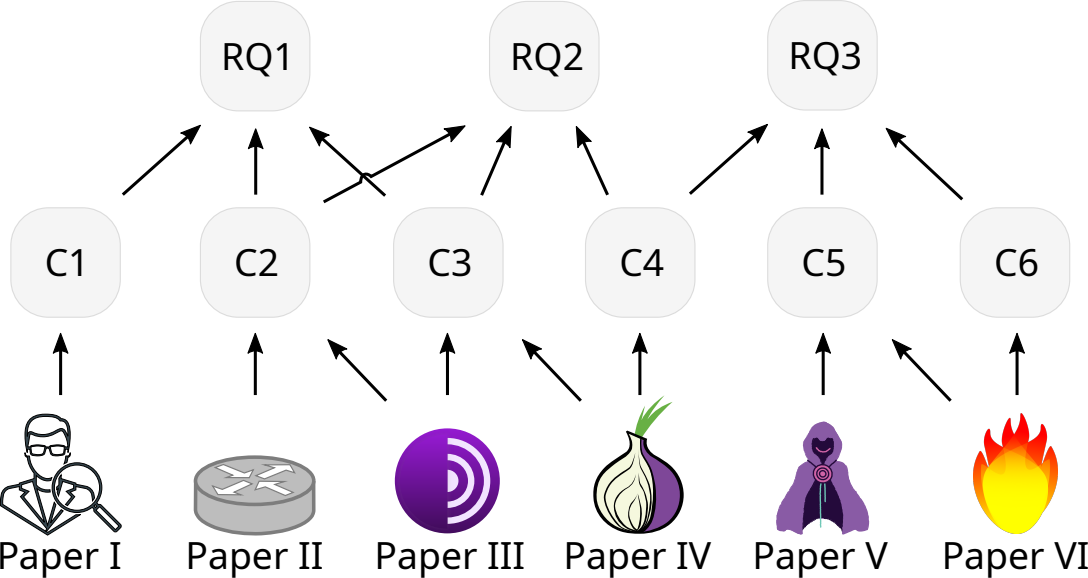 RQ1 RQ2 RQ3
C1 C2 C3 C4 C5 C6
Paper I Paper II Paper III Paper IV Paper V Paper VI